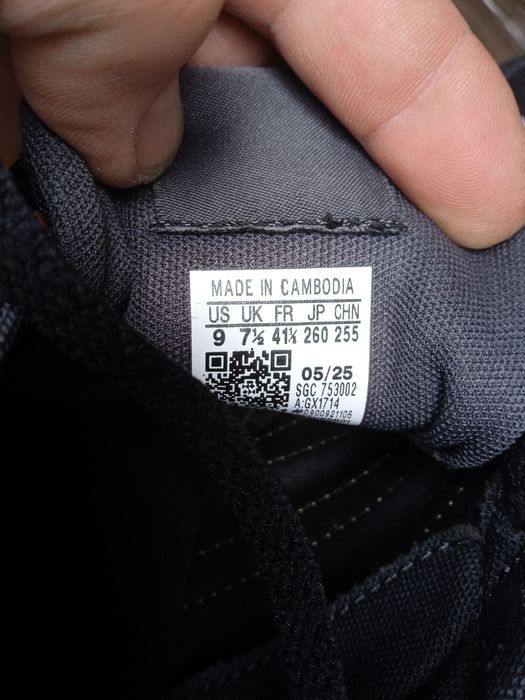 MADE IN CAMBODIA
US UK FR JP CHN
9 7½ 41⅓ 260 255
05/25
SGC 753002
A:GX1714